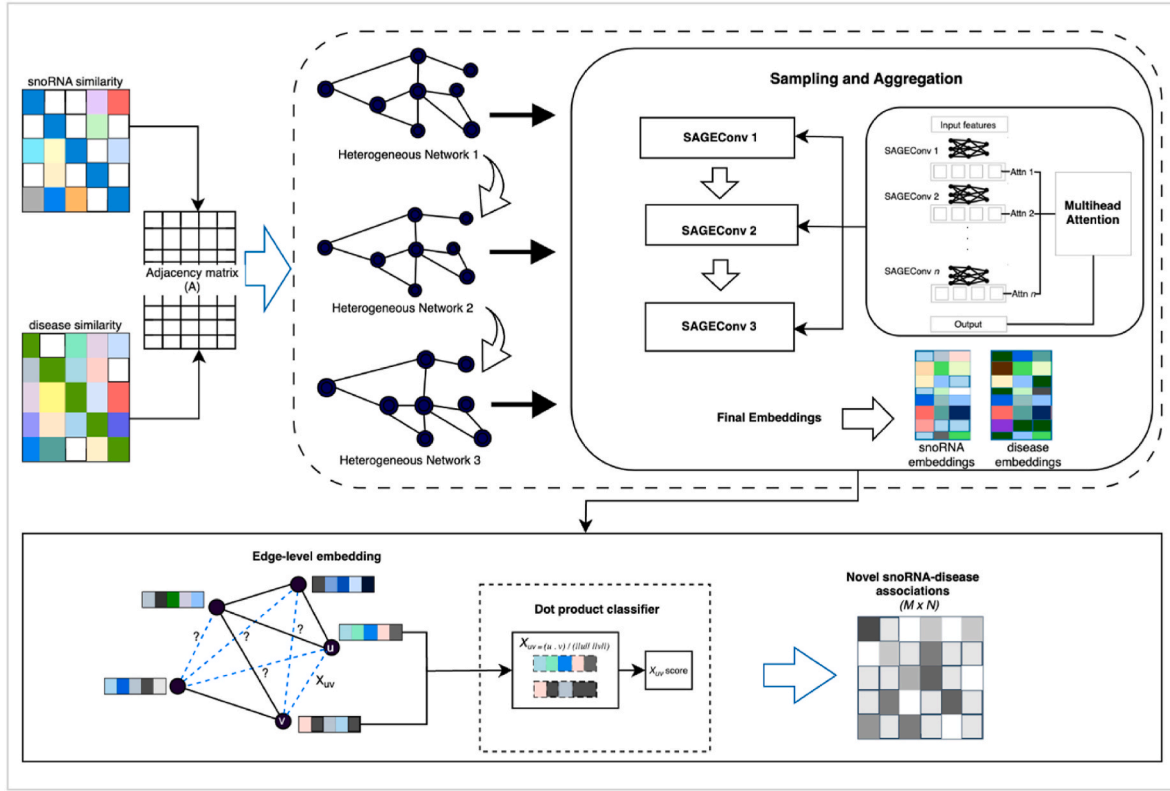 snoRNA similarity
Adjacency matrix
(A)
disease similarity
Heterogeneous Network 1
Heterogeneous Network 2
Heterogeneous Network 3
Sampling and Aggregation
SAGEConv 1
SAGEConv 2
SAGEConv 3
Input features
SAGEConv 1
Attn 1
SAGEConv 2
Attn 2
SAGEConv n
Attn n
Output
Multihead
Attention
Final Embeddings
snoRNA
embeddings
disease
embeddings
Edge-level embedding
?
?
?
?
u
v
X_uv
Dot product classifier
X_uv = (u . v) / (||u|| ||v||)
X_uv score
Novel snoRNA-disease
associations
(M x N)